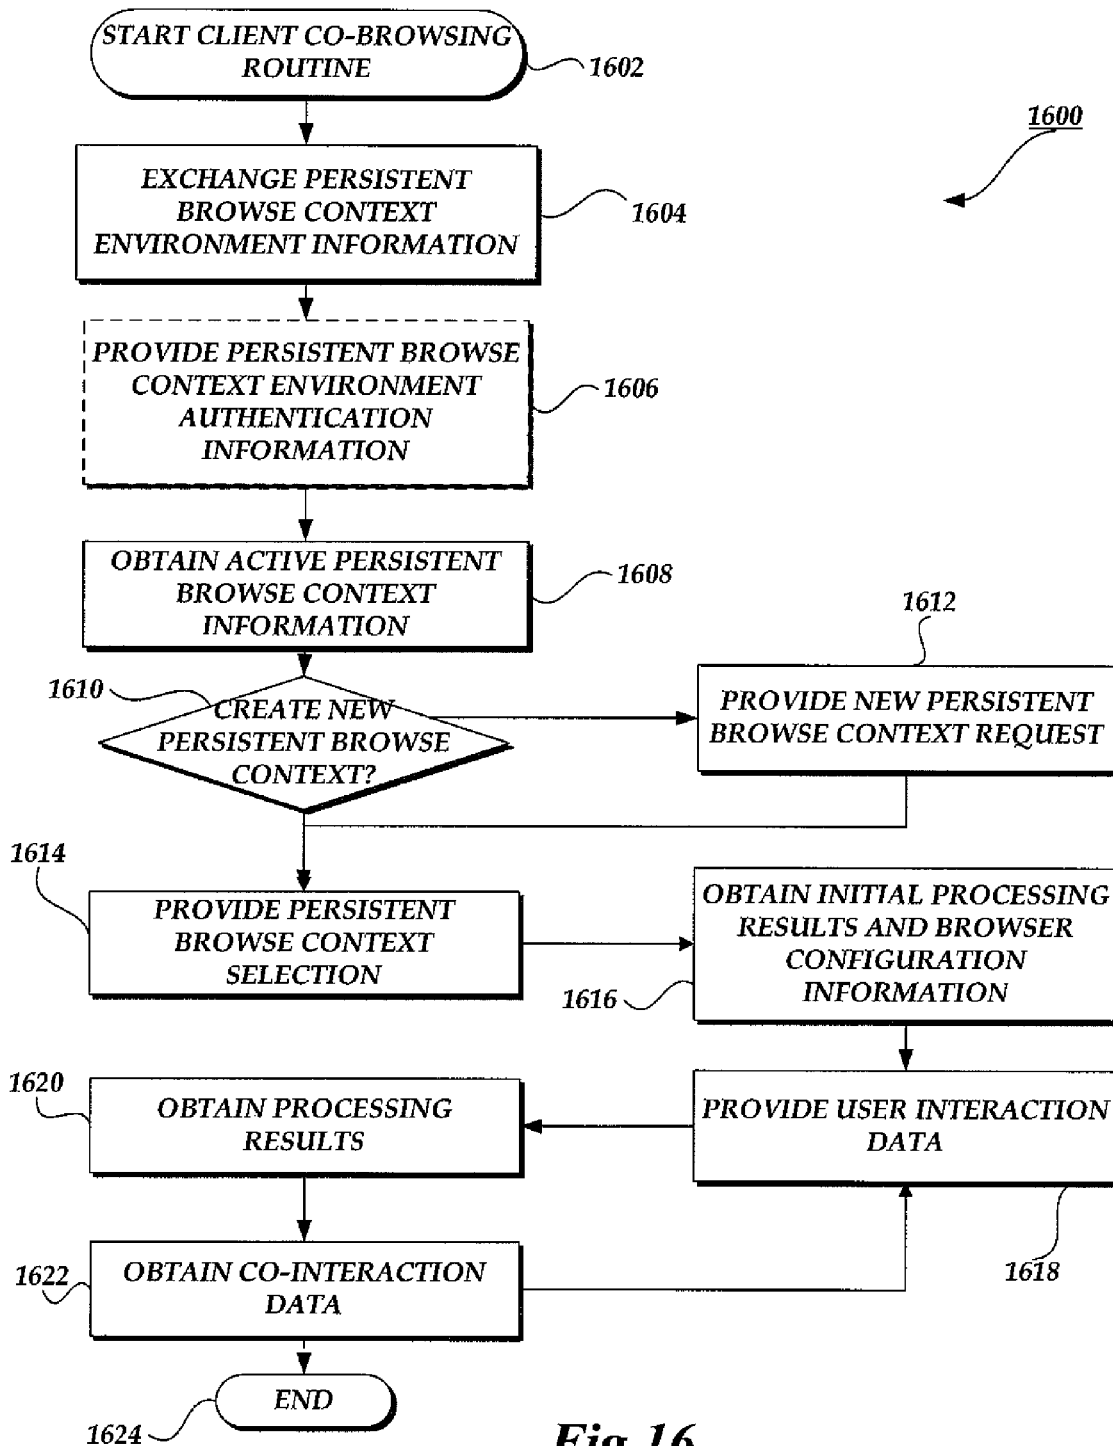 START CLIENT CO-BROWSING
ROUTINE
1602
1600
EXCHANGE PERSISTENT
BROWSE CONTEXT
ENVIRONMENT INFORMATION
1604
PROVIDE PERSISTENT BROWSE
CONTEXT ENVIRONMENT
AUTHENTICATION
INFORMATION
1606
OBTAIN ACTIVE PERSISTENT
BROWSE CONTEXT
INFORMATION
1608
1610
CREATE NEW
PERSISTENT BROWSE
CONTEXT?
1612
PROVIDE NEW PERSISTENT
BROWSE CONTEXT REQUEST
1614
PROVIDE PERSISTENT
BROWSE CONTEXT
SELECTION
OBTAIN INITIAL PROCESSING
RESULTS AND BROWSER
CONFIGURATION
INFORMATION
1616
1620
OBTAIN PROCESSING
RESULTS
PROVIDE USER INTERACTION
DATA
1618
1622
OBTAIN CO-INTERACTION
DATA
END
1624
Fig.16.